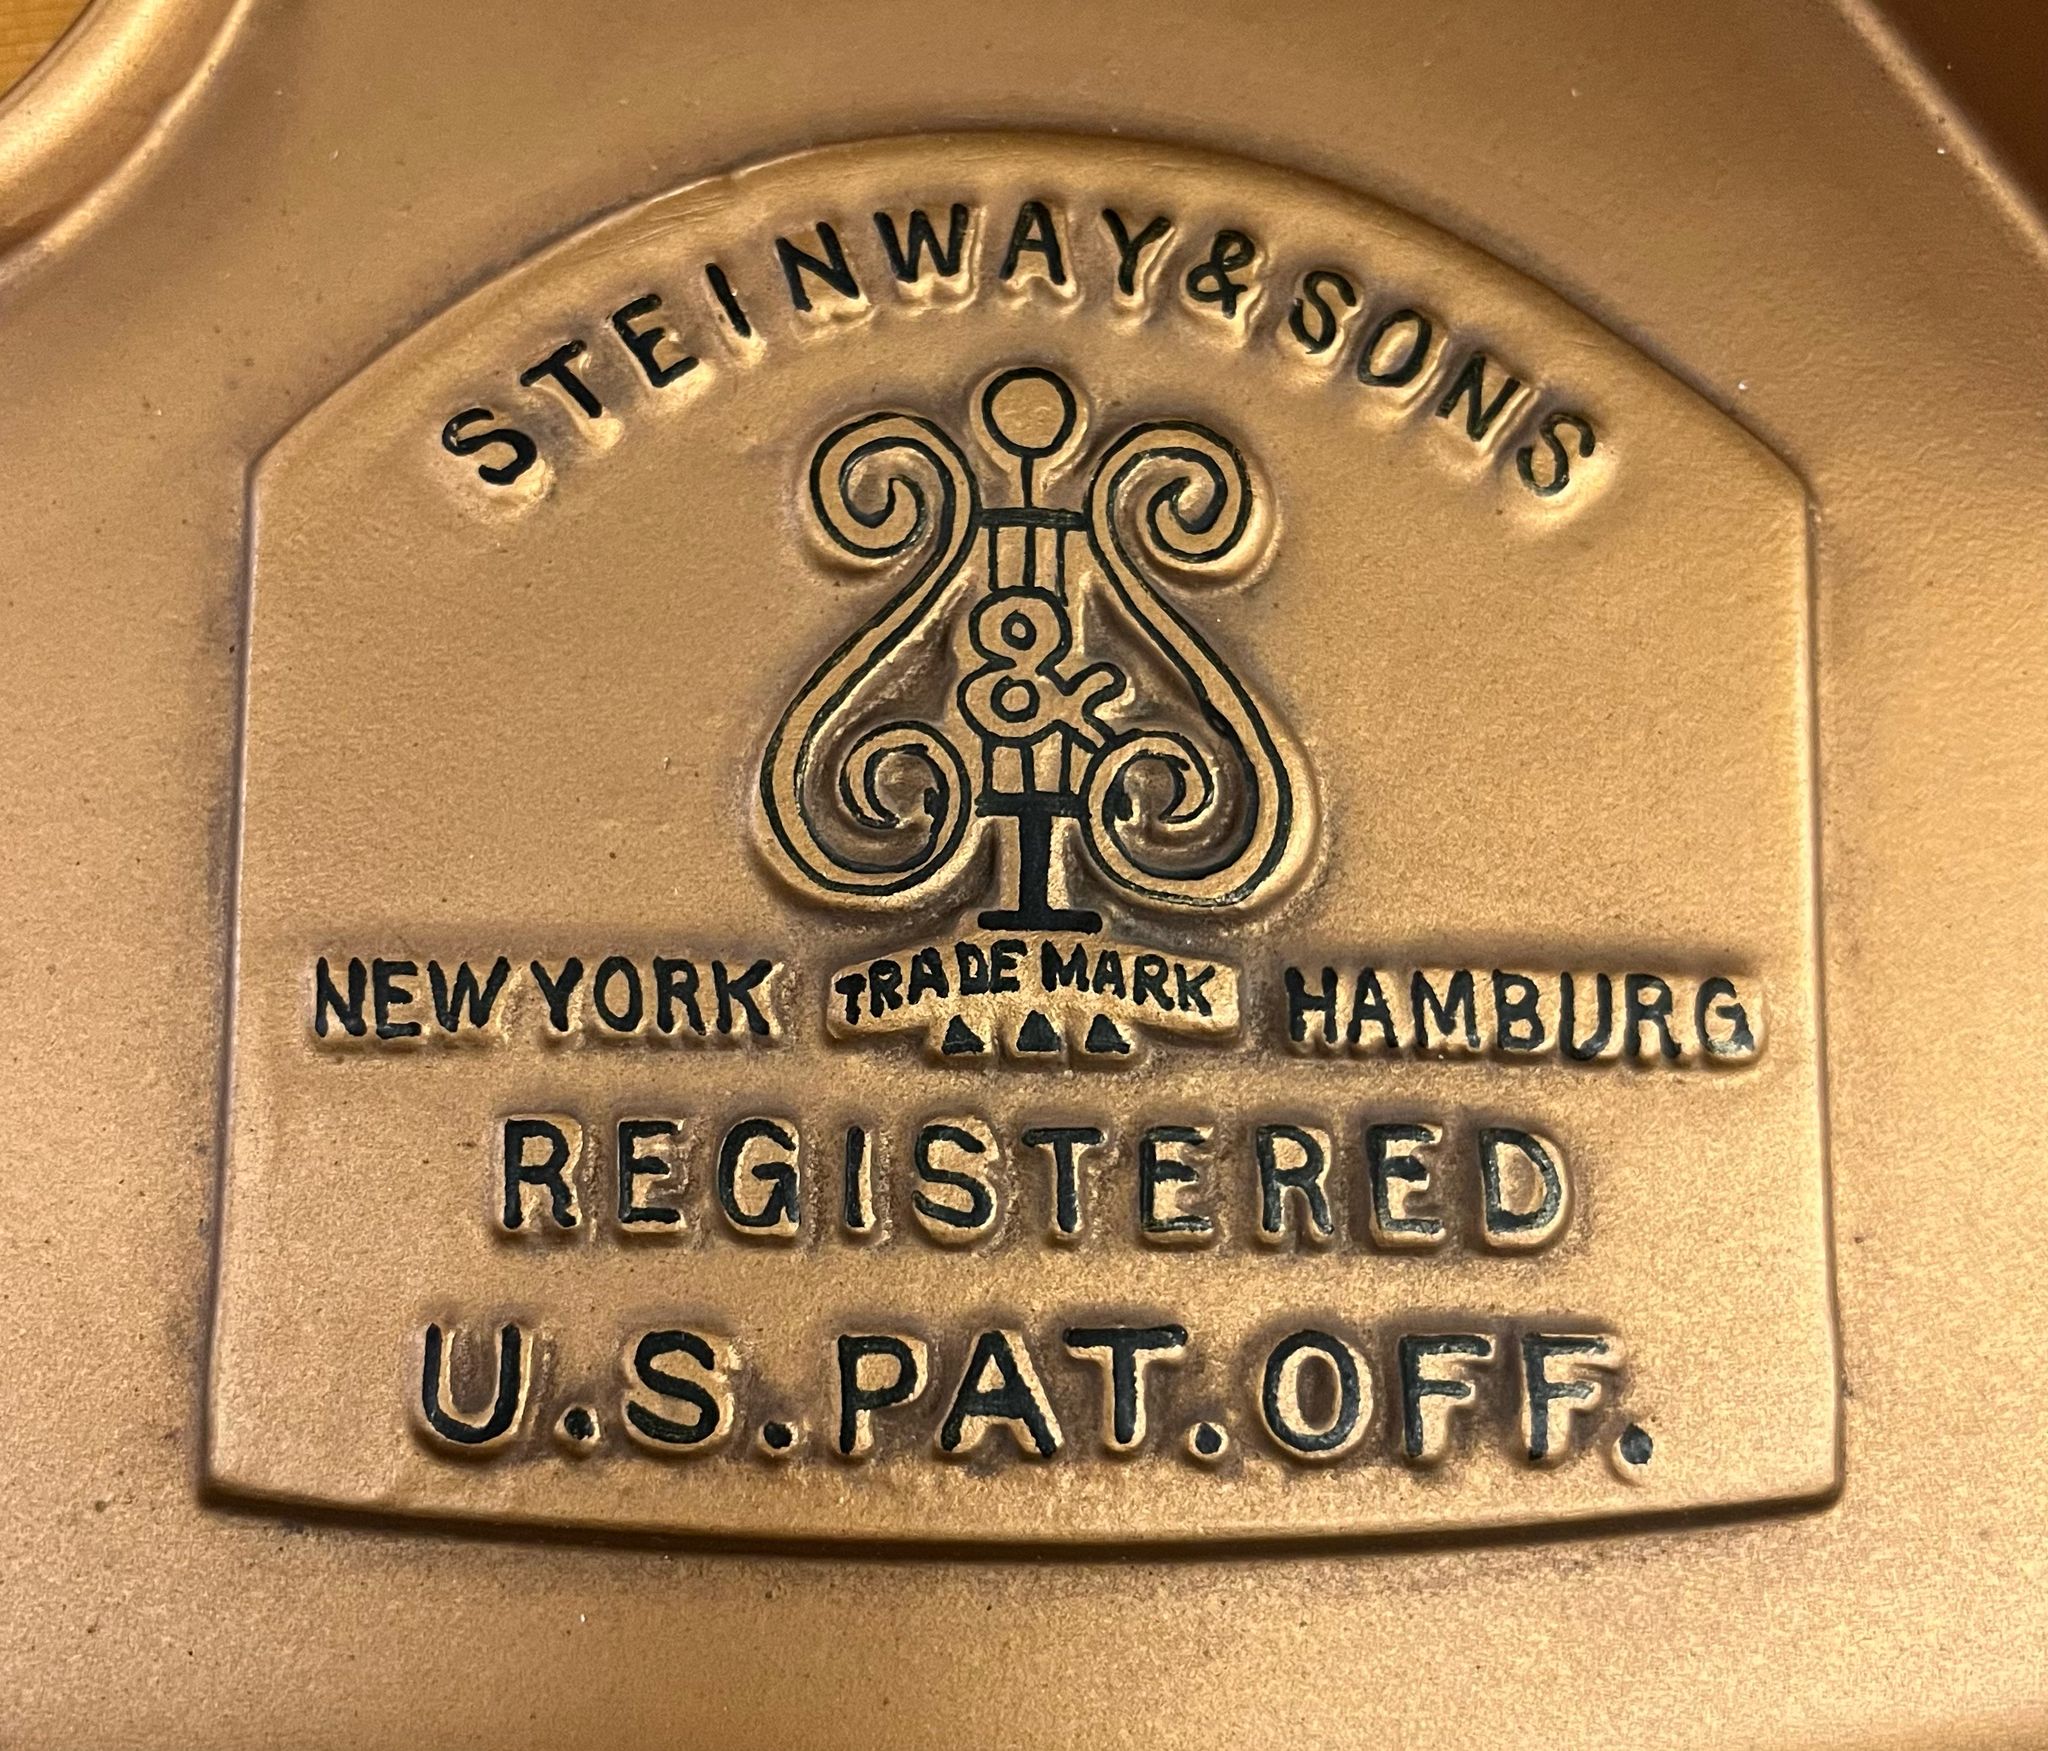 STEINWAY & SONS
&
TRADE MARK
NEW YORK HAMBURG
REGISTERED
U.S. PAT. OFF.